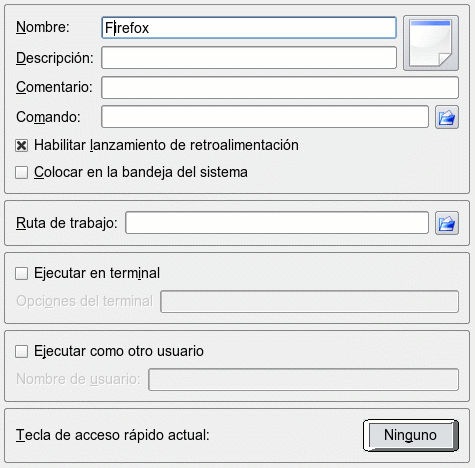 Nombre: Firefox
Descripción:
Comentario:
Comando:
Habilitar lanzamiento de retroalimentación
Colocar en la bandeja del sistema
Ruta de trabajo:
Ejecutar en terminal
Opciones del terminal
Ejecutar como otro usuario
Nombre de usuario:
Tecla de acceso rápido actual: Ninguno